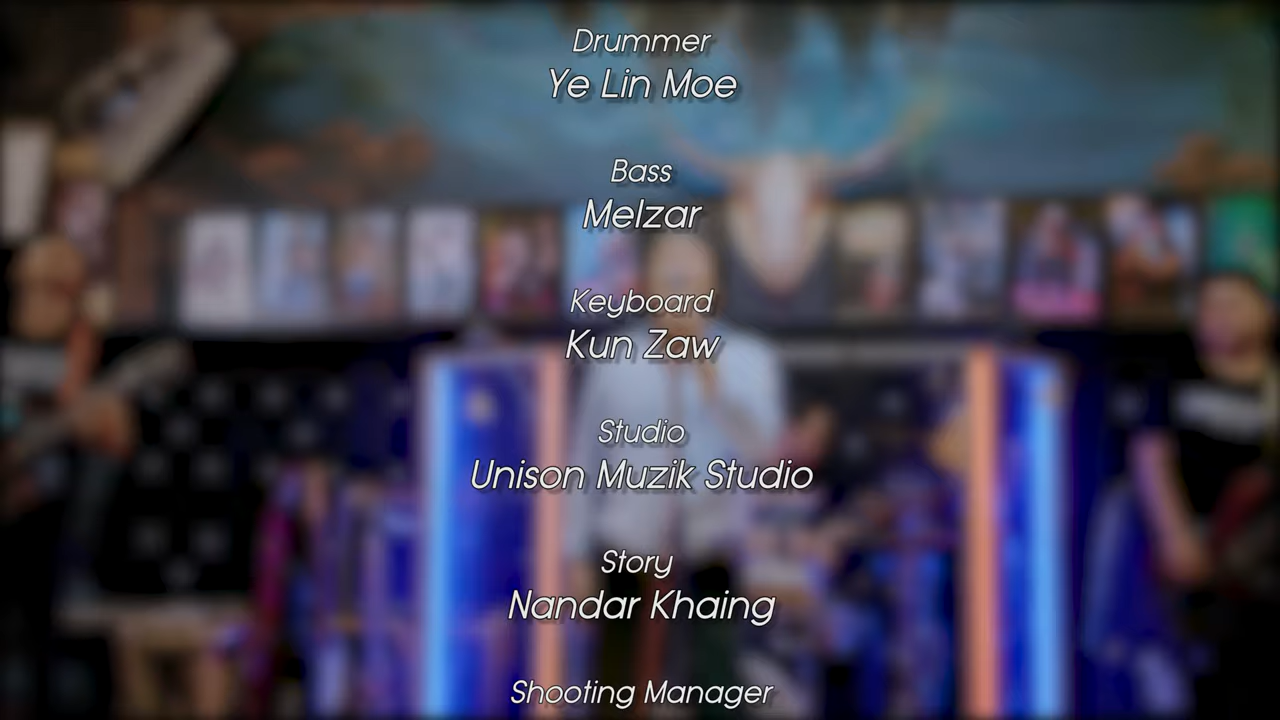 Drummer
Ye Lin Moe
Bass
Melzar
Keyboard
Kun Zaw
Studio
Unison Muzik Studio
Story
Nandar Khaing
Shooting Manager